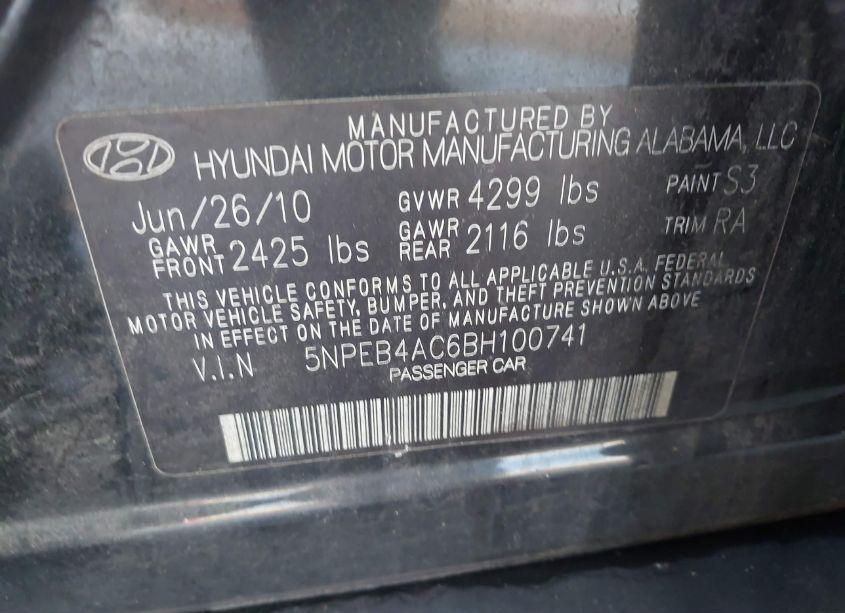 MANUFACTURED BY
HYUNDAI MOTOR MANUFACTURING ALABAMA, LLC
Jun/26/10 GVWR 4299 lbs PAINT S3
GAWR FRONT 2425 lbs GAWR REAR 2116 lbs TRIM RA
THIS VEHICLE CONFORMS TO ALL APPLICABLE U.S.A. FEDERAL
MOTOR VEHICLE SAFETY, BUMPER, AND THEFT PREVENTION STANDARDS
IN EFFECT ON THE DATE OF MANUFACTURE SHOWN ABOVE
V.I.N 5NPEB4AC6BH100741
PASSENGER CAR